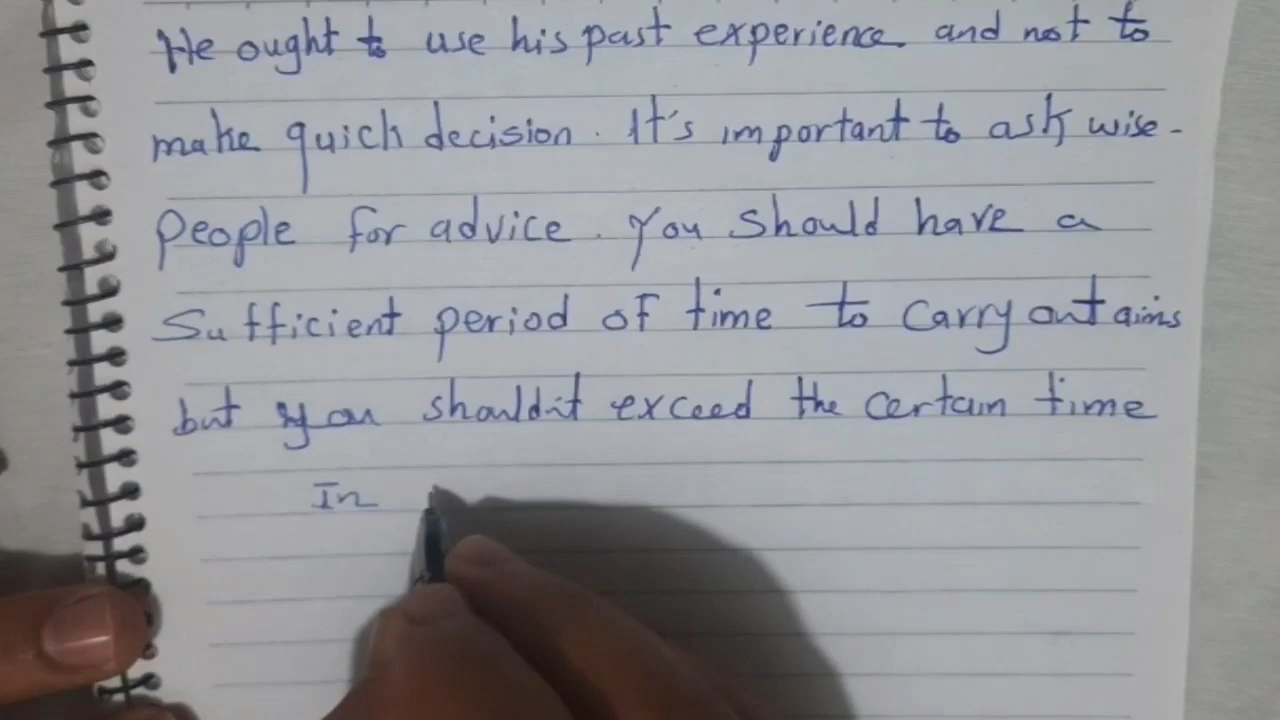 He ought to use his past experience and not to
make quick decision. It's important to ask wise-
people for advice. You should have a
Sufficient period of time to carry out aims
but you shouldn't exceed the certain time
In